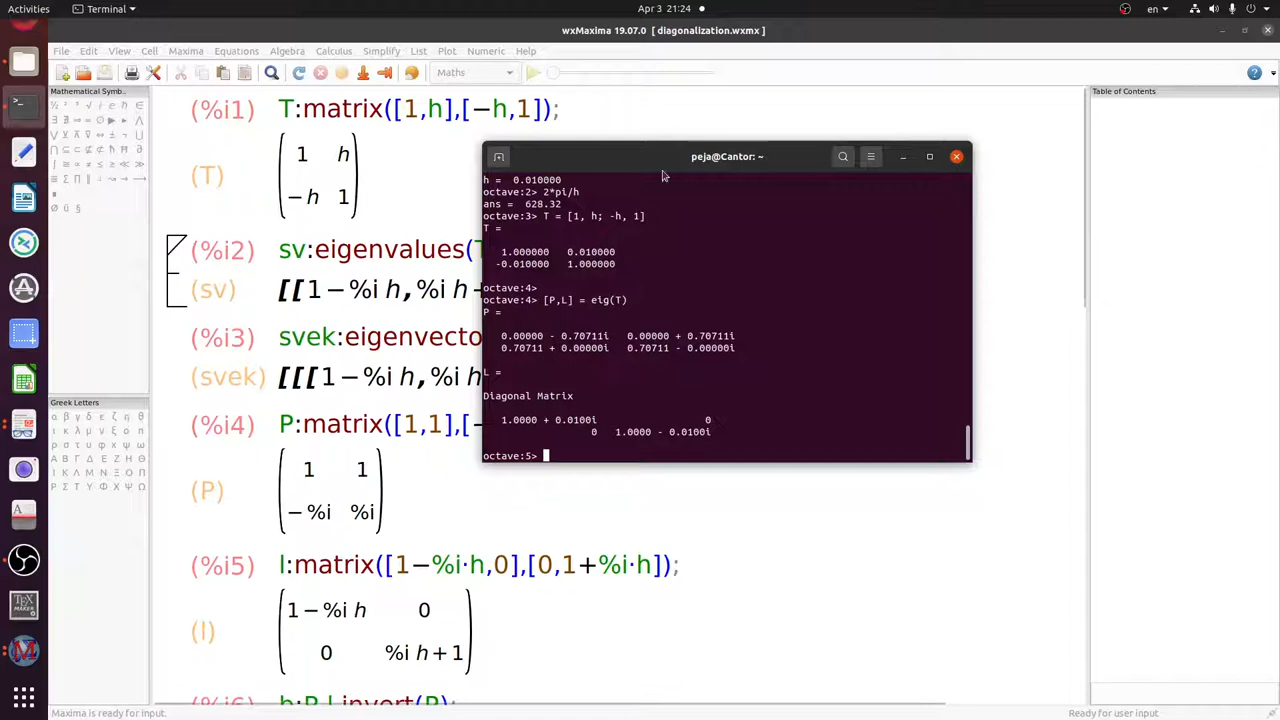 Activities
Terminal
Apr 3 21:24
en
wxMaxima 19.07.0 [ diagonalization.wxmx ]
File Edit View Cell Maxima Equations Algebra Calculus Simplify List Plot Numeric Help
Maths
Mathematical Symb..
Table of Contents
(%i1) T:matrix([1,h],[−h,1]);
(T)
1 h
−h 1
(%i2) sv:eigenvalues(
(sv) [[1−%i h,%i h
(%i3) svek:eigenvecto
(svek) [[[1−%i h,%i h
(%i4) P:matrix([1,1],[−
(P)
1 1
−%i %i
(%i5) l:matrix([1−%i·h,0],[0,1+%i·h]);
(l)
1−%i h 0
0 %i h+1
Greek Letters
α β γ δ ε ζ η θ
peja@Cantor: ~
h = 0.010000
octave:2> 2*pi/h
ans = 628.32
octave:3> T = [1, h; -h, 1]
T =
1.000000 0.010000
-0.010000 1.000000
octave:4>
octave:4> [P,L] = eig(T)
P =
0.00000 - 0.70711i 0.00000 + 0.70711i
0.70711 + 0.00000i 0.70711 - 0.00000i
L =
Diagonal Matrix
1.0000 + 0.0100i 0
0 1.0000 - 0.0100i
octave:5>
Maxima is ready for input.
Ready for user input.